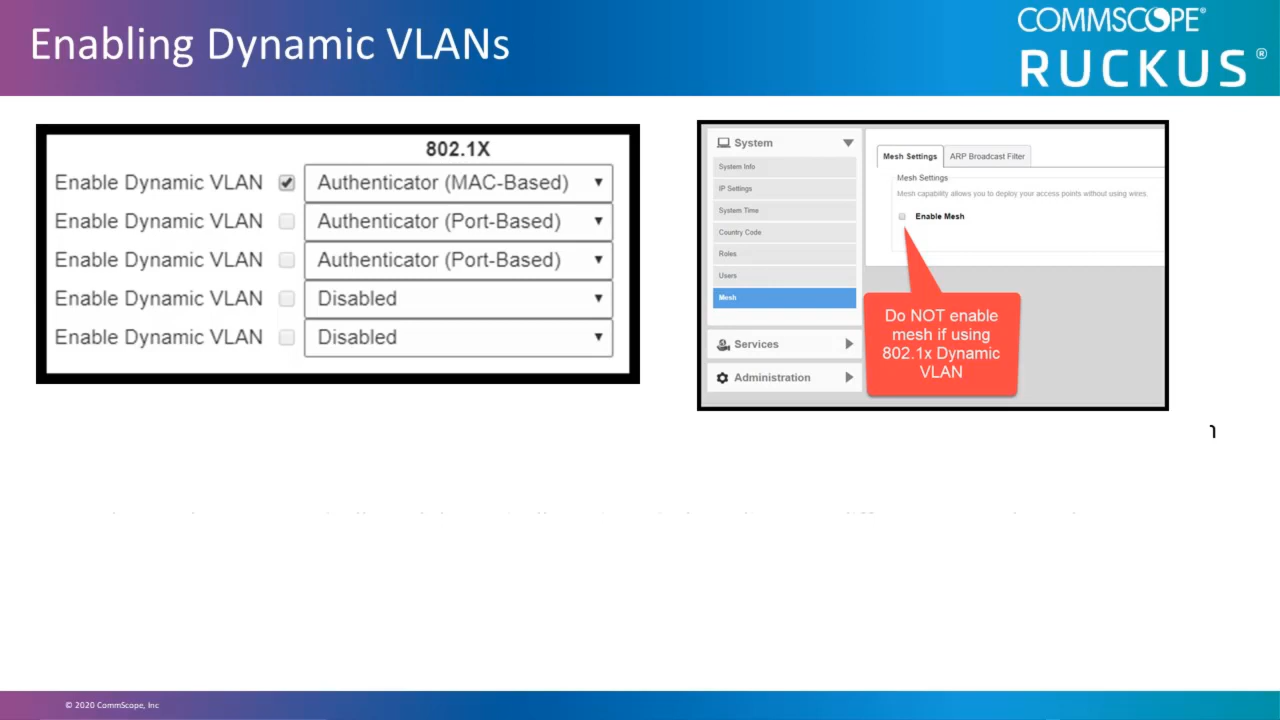 Enabling Dynamic VLANs
COMMSCOPE®
RUCKUS®
802.1X
Enable Dynamic VLAN Authenticator (MAC-Based)
Enable Dynamic VLAN Authenticator (Port-Based)
Enable Dynamic VLAN Authenticator (Port-Based)
Enable Dynamic VLAN Disabled
Enable Dynamic VLAN Disabled
System
System Info
IP Settings
System Time
Country Code
Roles
Users
Mesh
Services
Administration
Mesh Settings ARP Broadcast Filter
Mesh Settings
Mesh capability allows you to deploy your access points without using wires.
Enable Mesh
Do NOT enable
mesh if using
802.1x Dynamic
VLAN
© 2020 CommScope, Inc